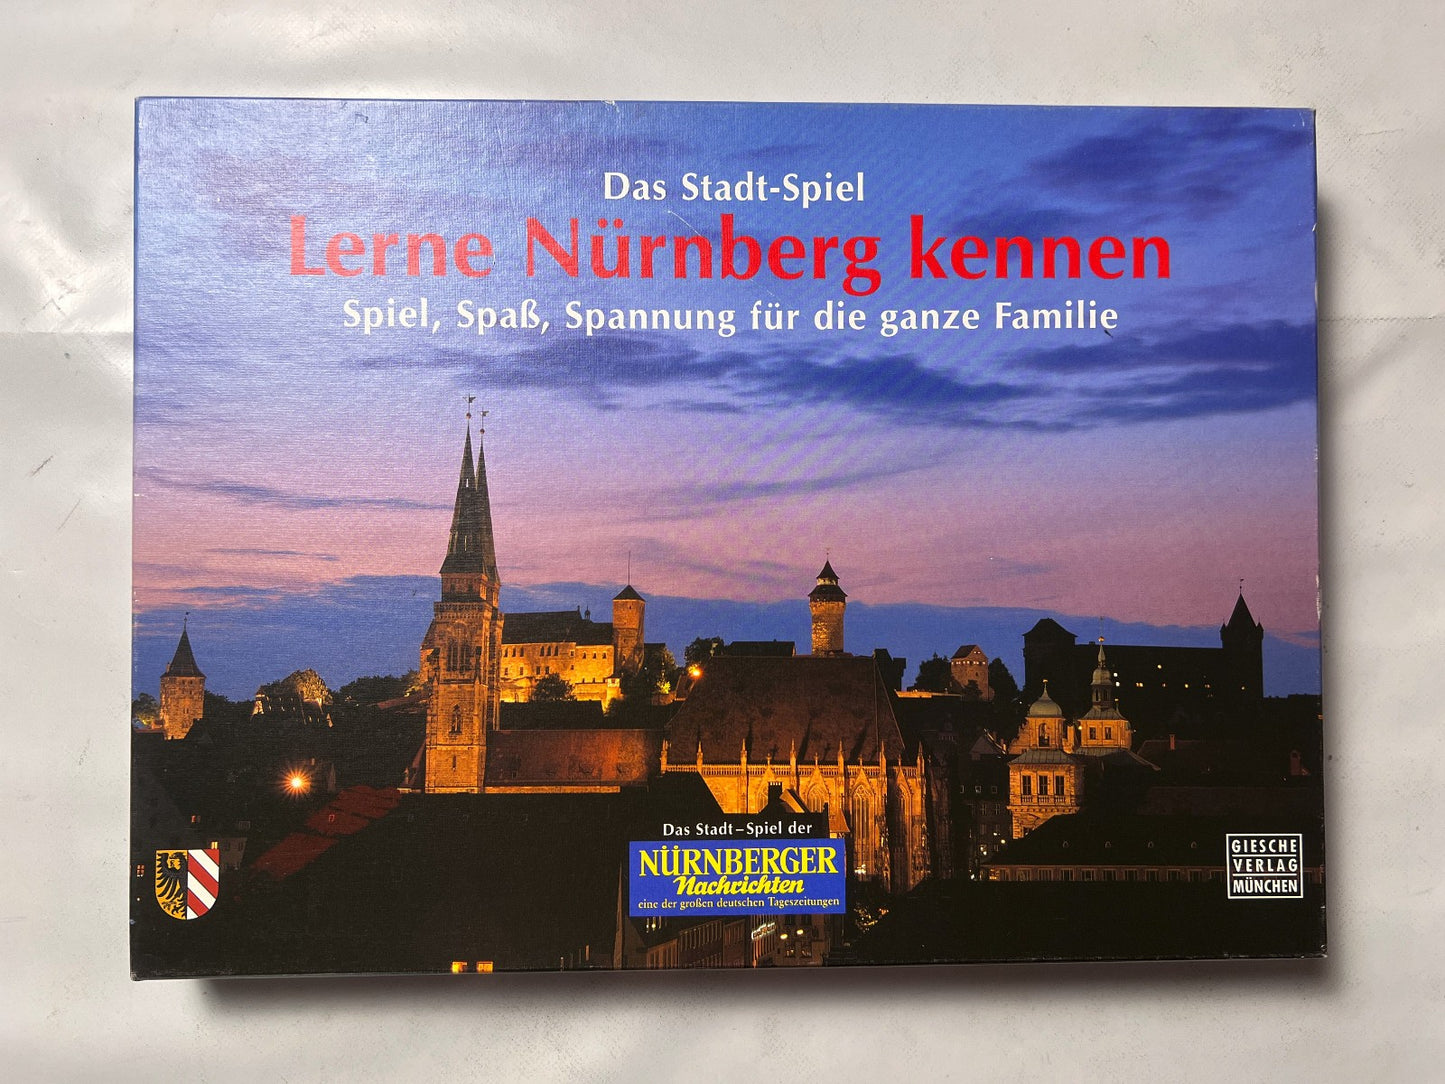 Das Stadt-Spiel
Lerne Nürnberg kennen
Spiel, Spaß, Spannung für die ganze Familie
Das Stadt–Spiel der
NÜRNBERGER
Nachrichten
eine der großen deutschen Tageszeitungen
GIESCHE
VERLAG
MÜNCHEN